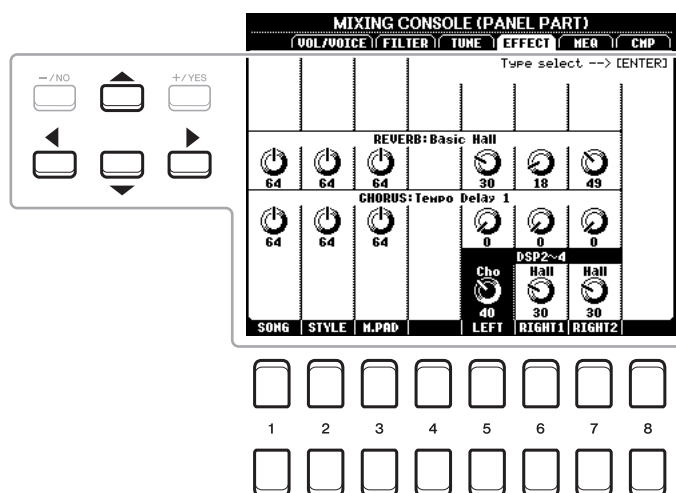 MIXING CONSOLE (PANEL PART)
VOL/VOICE FILTER TUNE EFFECT MEQ CMP
Type select --> [ENTER]
-/NO
+/YES
REVERB:Basic Hall
64 64 64 30 18 49
CHORUS:Tempo Delay 1
64 64 64 0 0 0
DSP2~4
Cho Hall Hall
40 30 30
SONG STYLE M.PAD LEFT RIGHT1 RIGHT2
1 2 3 4 5 6 7 8